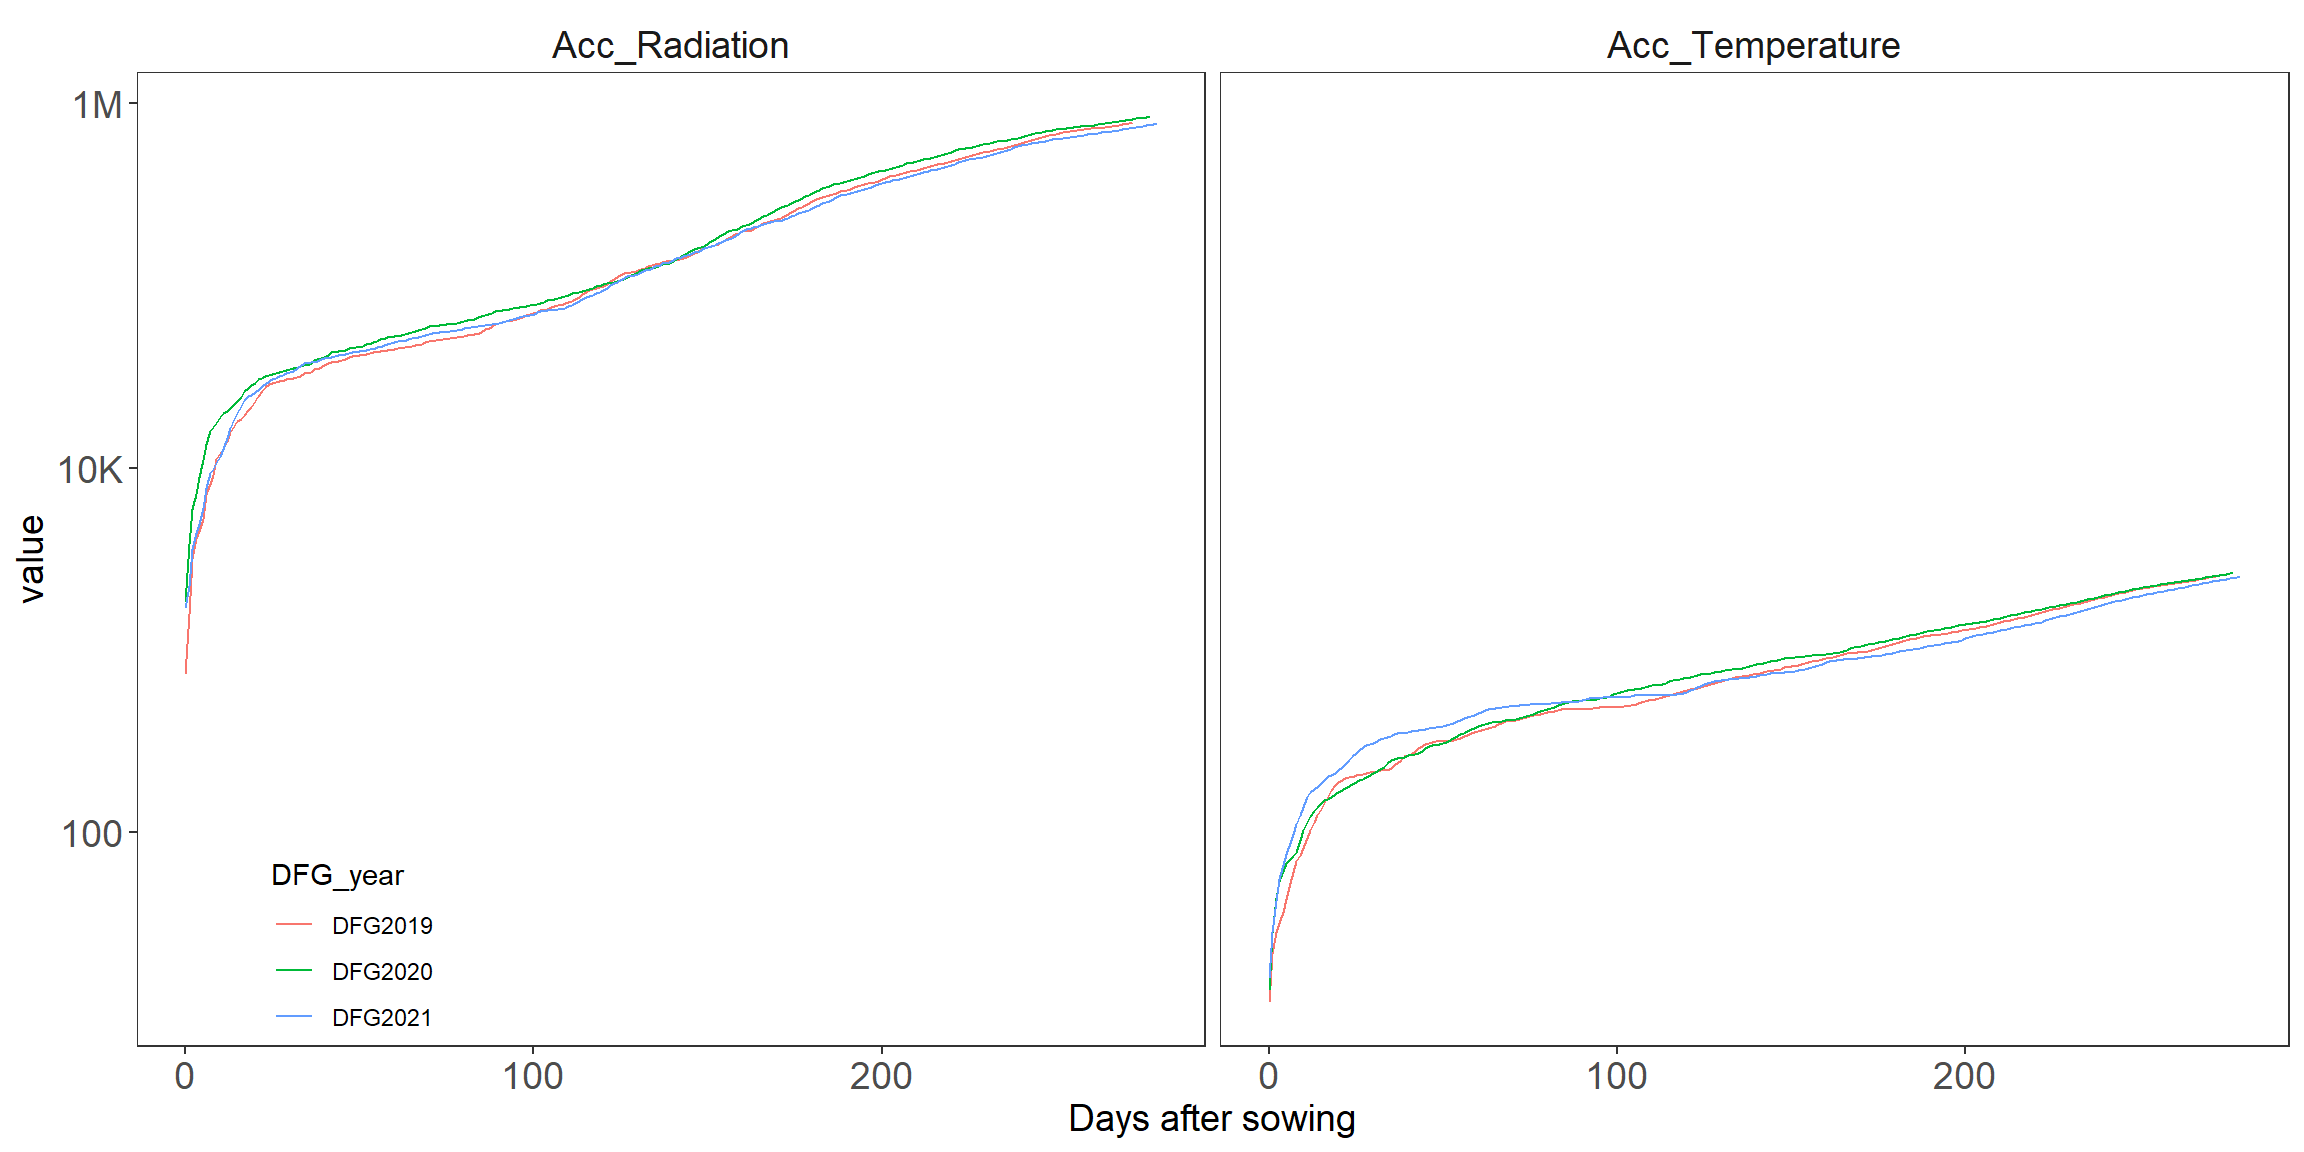 Acc_Radiation
Acc_Temperature
1M
10K
100
value
DFG_year
DFG2019
DFG2020
DFG2021
0 100 200
0 100 200
Days after sowing